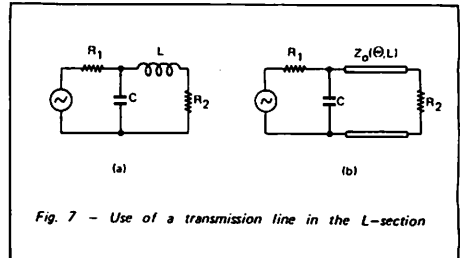 R1
L
C
R2
(a)
R1
Zo(Θ,L)
C
R2
(b)
Fig. 7 – Use of a transmission line in the L-section